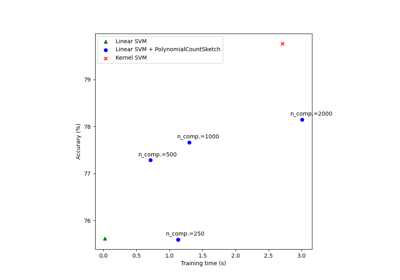 Linear SVM
Linear SVM + PolynomialCountSketch
Kernel SVM
79
n_comp.=2000
78
n_comp.=1000
n_comp.=500
77
Accuracy (%)
76
n_comp.=250
0.0 0.5 1.0 1.5 2.0 2.5 3.0
Training time (s)